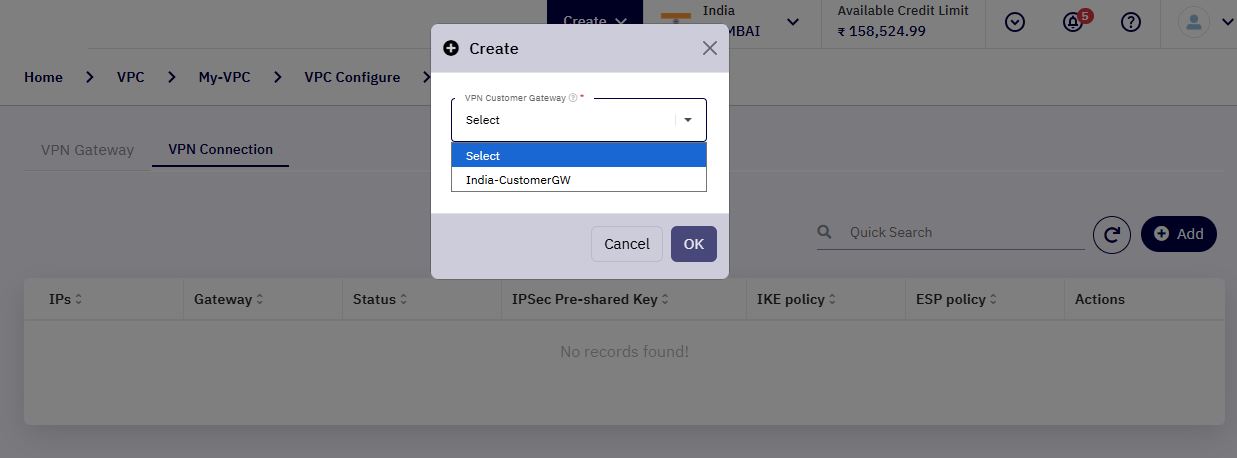 Create
India
MBAI
Available Credit Limit
₹ 158,524.99
5
Create
Home > VPC > My-VPC > VPC Configure >
VPN Customer Gateway *
Select
VPN Gateway
VPN Connection
Select
India-CustomerGW
Quick Search
Add
Cancel
OK
IPs
Gateway
Status
IPSec Pre-shared Key
IKE policy
ESP policy
Actions
No records found!